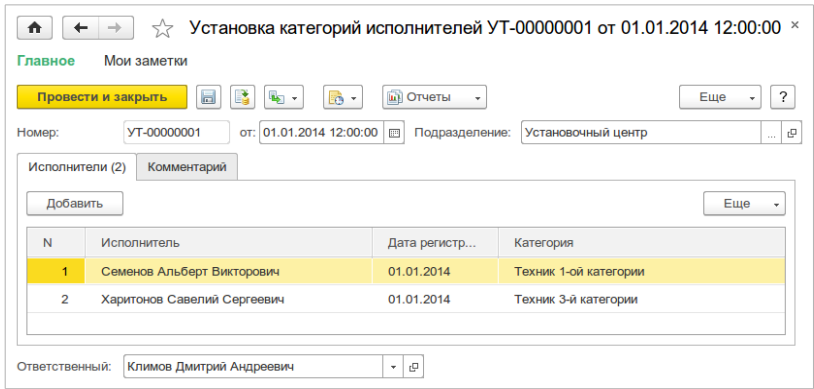 Установка категорий исполнителей УТ-00000001 от 01.01.2014 12:00:00 ×
Главное Мои заметки
Провести и закрыть Отчеты Еще ?
Номер: УТ-00000001 от: 01.01.2014 12:00:00 Подразделение: Установочный центр ...
Исполнители (2) Комментарий
Добавить Еще
N Исполнитель Дата регистр... Категория
1 Семенов Альберт Викторович 01.01.2014 Техник 1-ой категории
2 Харитонов Савелий Сергеевич 01.01.2014 Техник 3-й категории
Ответственный: Климов Дмитрий Андреевич